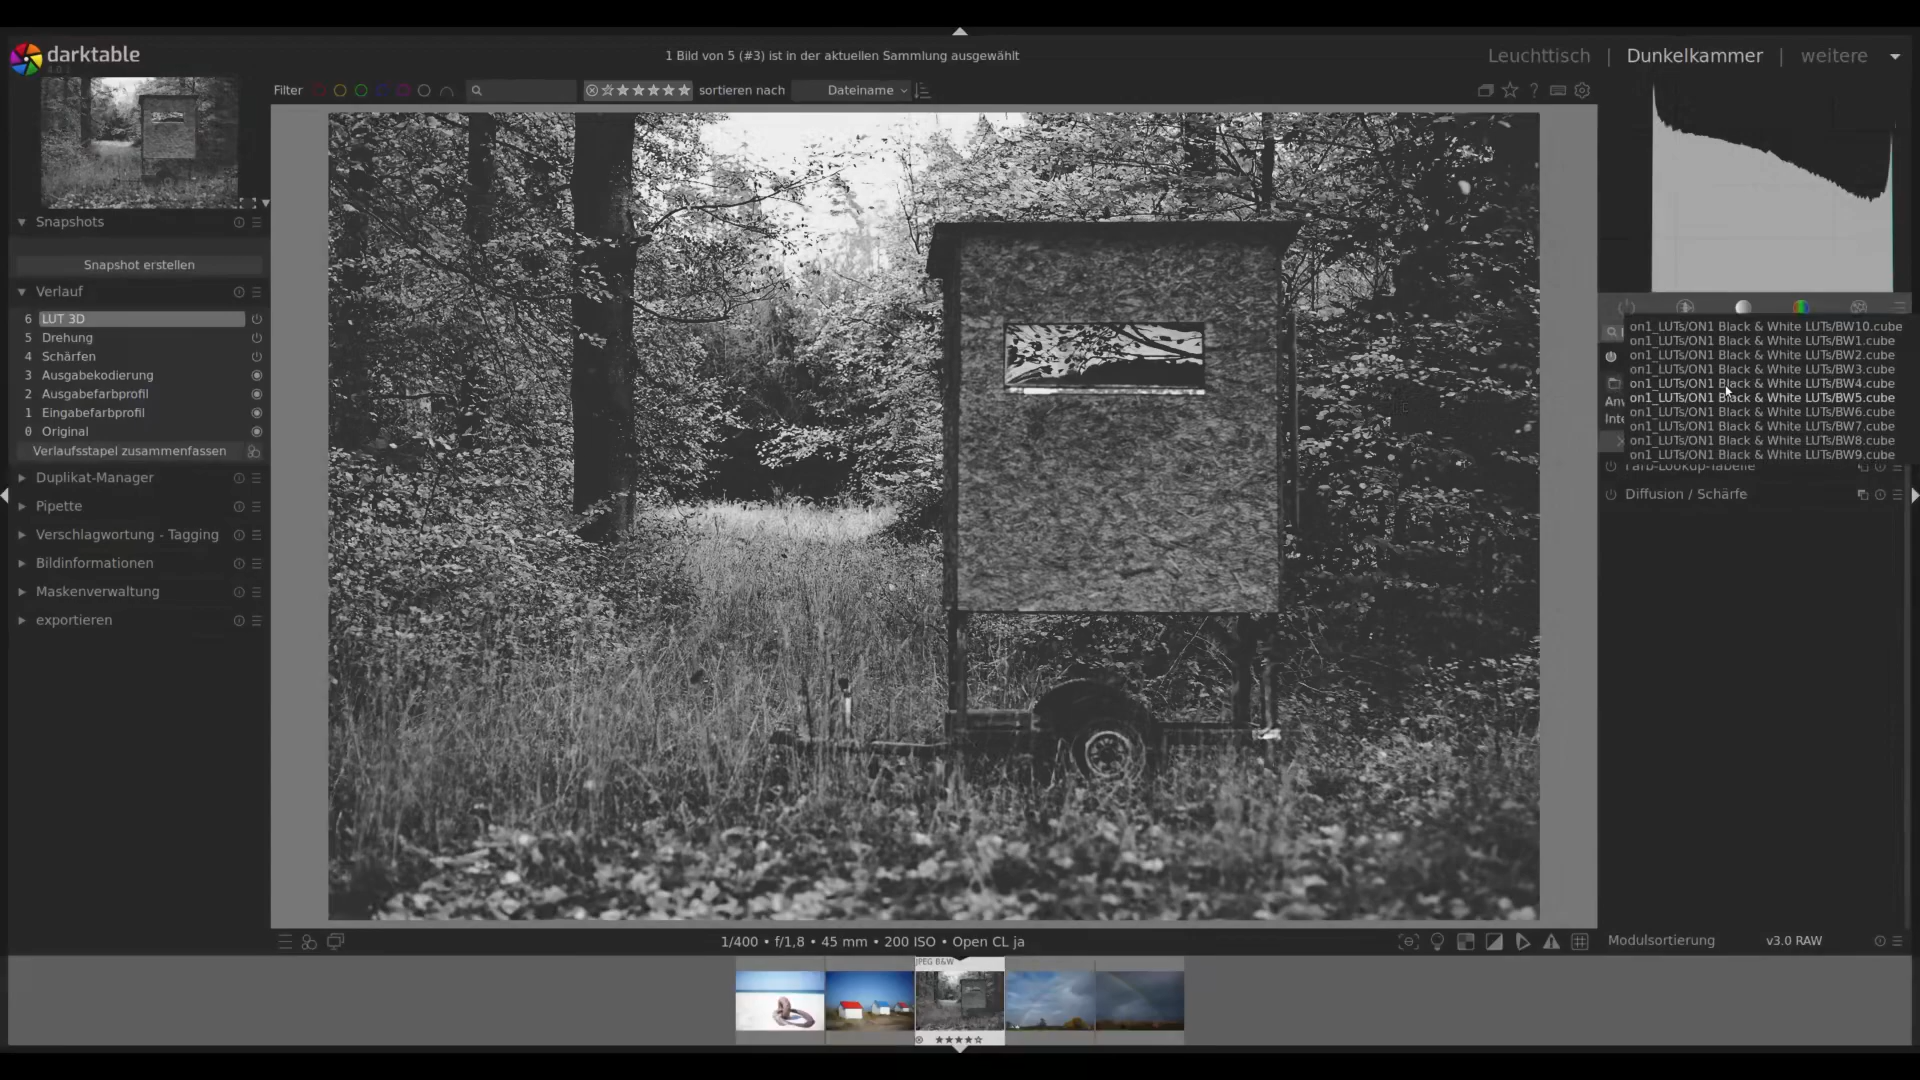 darktable
1 Bild von 5 (#3) ist in der aktuellen Sammlung ausgewählt
Leuchttisch | Dunkelkammer | weitere
Filter
sortieren nach
Dateiname
Snapshots
Snapshot erstellen
Verlauf
6 LUT 3D
5 Drehung
4 Schärfen
3 Ausgabekodierung
2 Ausgabefarbprofil
1 Eingabefarbprofil
0 Original
Verlaufsstapel zusammenfassen
Duplikat-Manager
Pipette
Verschlagwortung - Tagging
Bildinformationen
Maskenverwaltung
exportieren
on1_LUTs/ON1 Black & White LUTs/BW10.cube
on1_LUTs/ON1 Black & White LUTs/BW1.cube
on1_LUTs/ON1 Black & White LUTs/BW2.cube
on1_LUTs/ON1 Black & White LUTs/BW3.cube
on1_LUTs/ON1 Black & White LUTs/BW4.cube
on1_LUTs/ON1 Black & White LUTs/BW5.cube
on1_LUTs/ON1 Black & White LUTs/BW6.cube
on1_LUTs/ON1 Black & White LUTs/BW7.cube
on1_LUTs/ON1 Black & White LUTs/BW8.cube
on1_LUTs/ON1 Black & White LUTs/BW9.cube
Farb-Lookup-Tabelle
Diffusion / Schärfe
1/400 • f/1,8 • 45 mm • 200 ISO • Open CL ja
Modulsortierung
v3.0 RAW
JPEG B&W